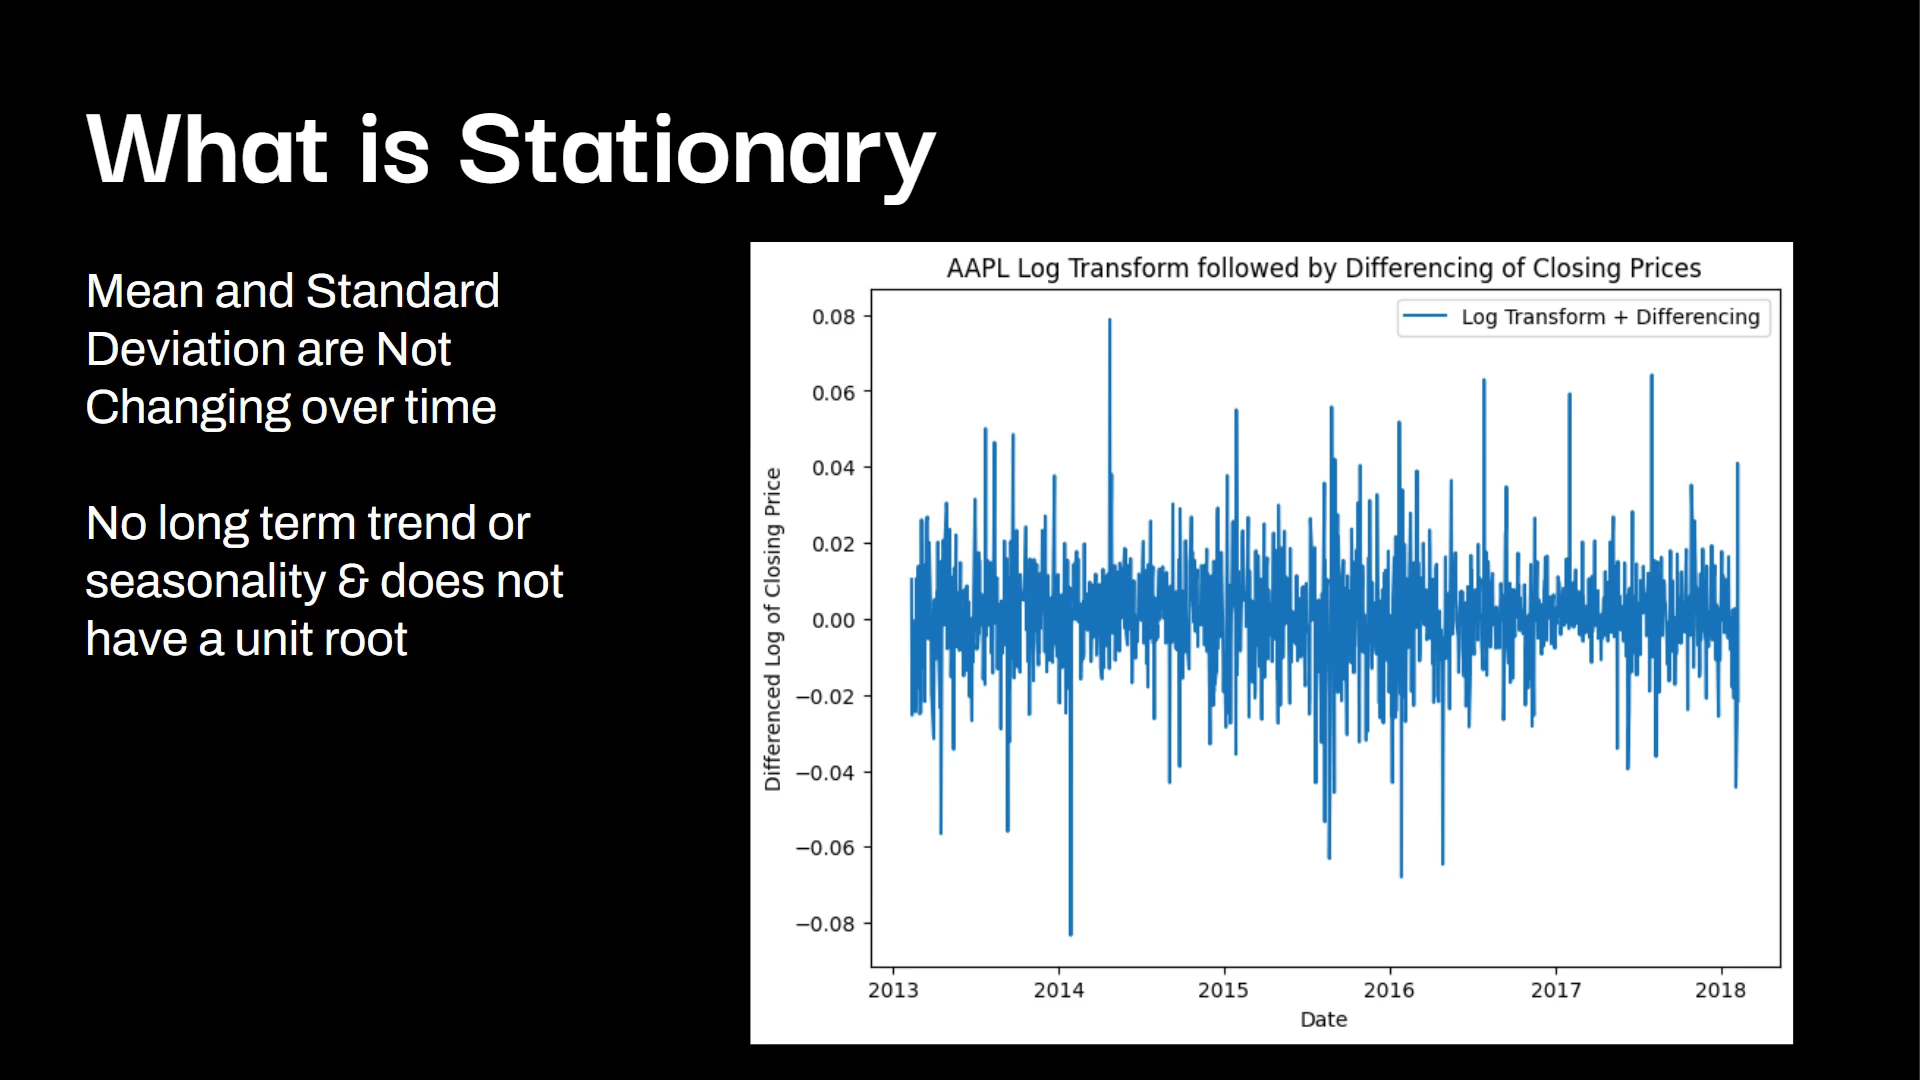 What is Stationary
Mean and Standard
Deviation are Not
Changing over time
No long term trend or
seasonality & does not
have a unit root
AAPL Log Transform followed by Differencing of Closing Prices
Log Transform + Differencing
Differenced Log of Closing Price
0.08
0.06
0.04
0.02
0.00
−0.02
−0.04
−0.06
−0.08
2013 2014 2015 2016 2017 2018
Date